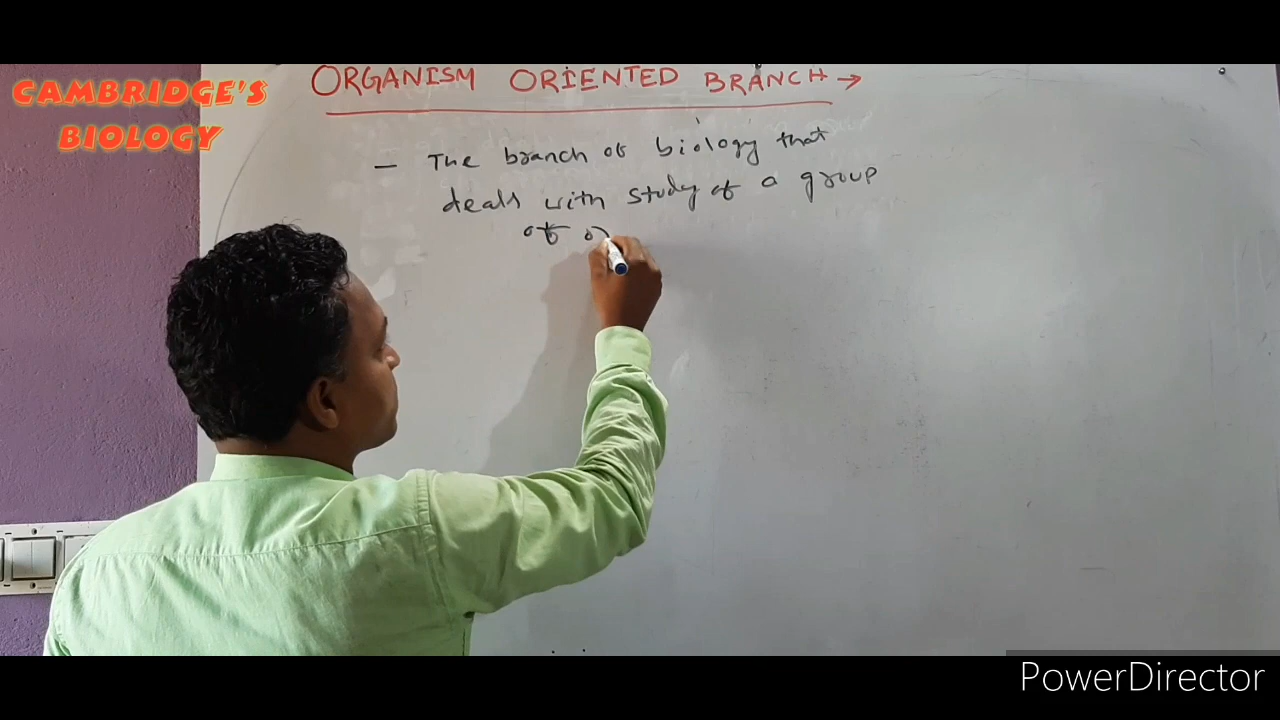 CAMBRIDGE'S
BIOLOGY
ORGANISM ORIENTED BRANCH →
– The branch of biology that
deals with study of a group
of
PowerDirector